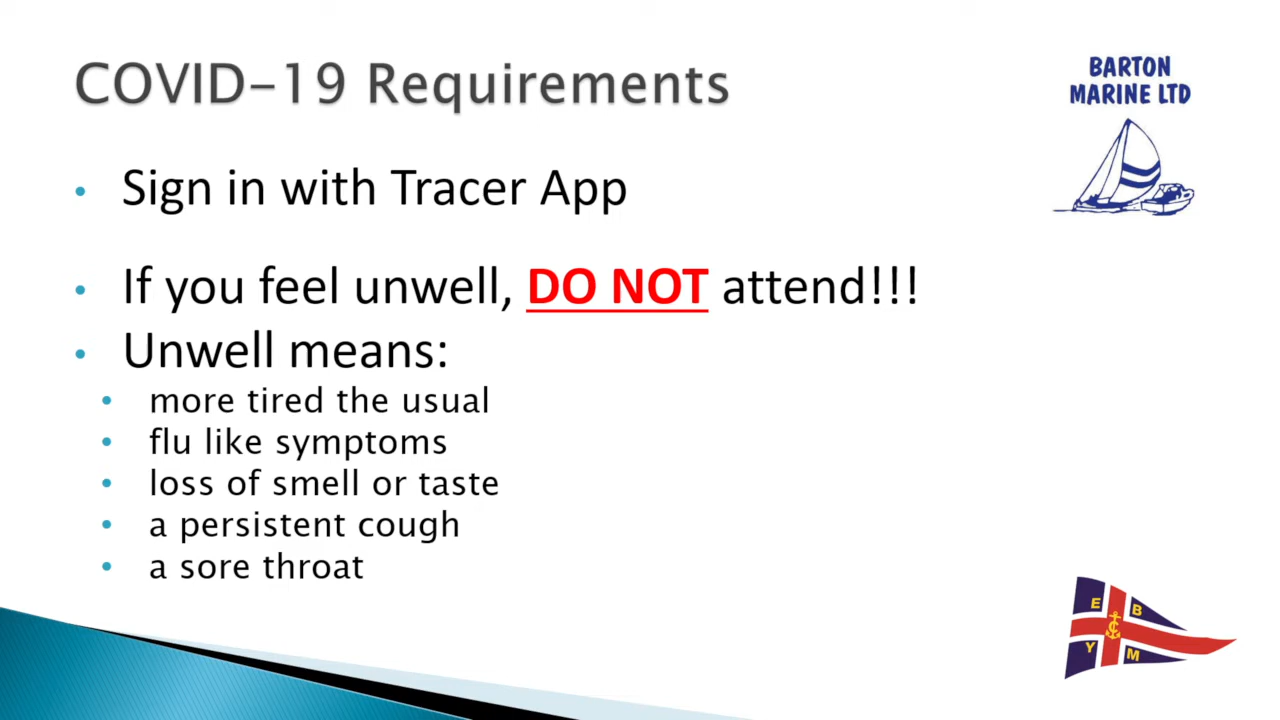 COVID-19 Requirements
BARTON
MARINE LTD
• Sign in with Tracer App
• If you feel unwell, DO NOT attend!!!
• Unwell means:
• more tired the usual
• flu like symptoms
• loss of smell or taste
• a persistent cough
• a sore throat
E B
Y M